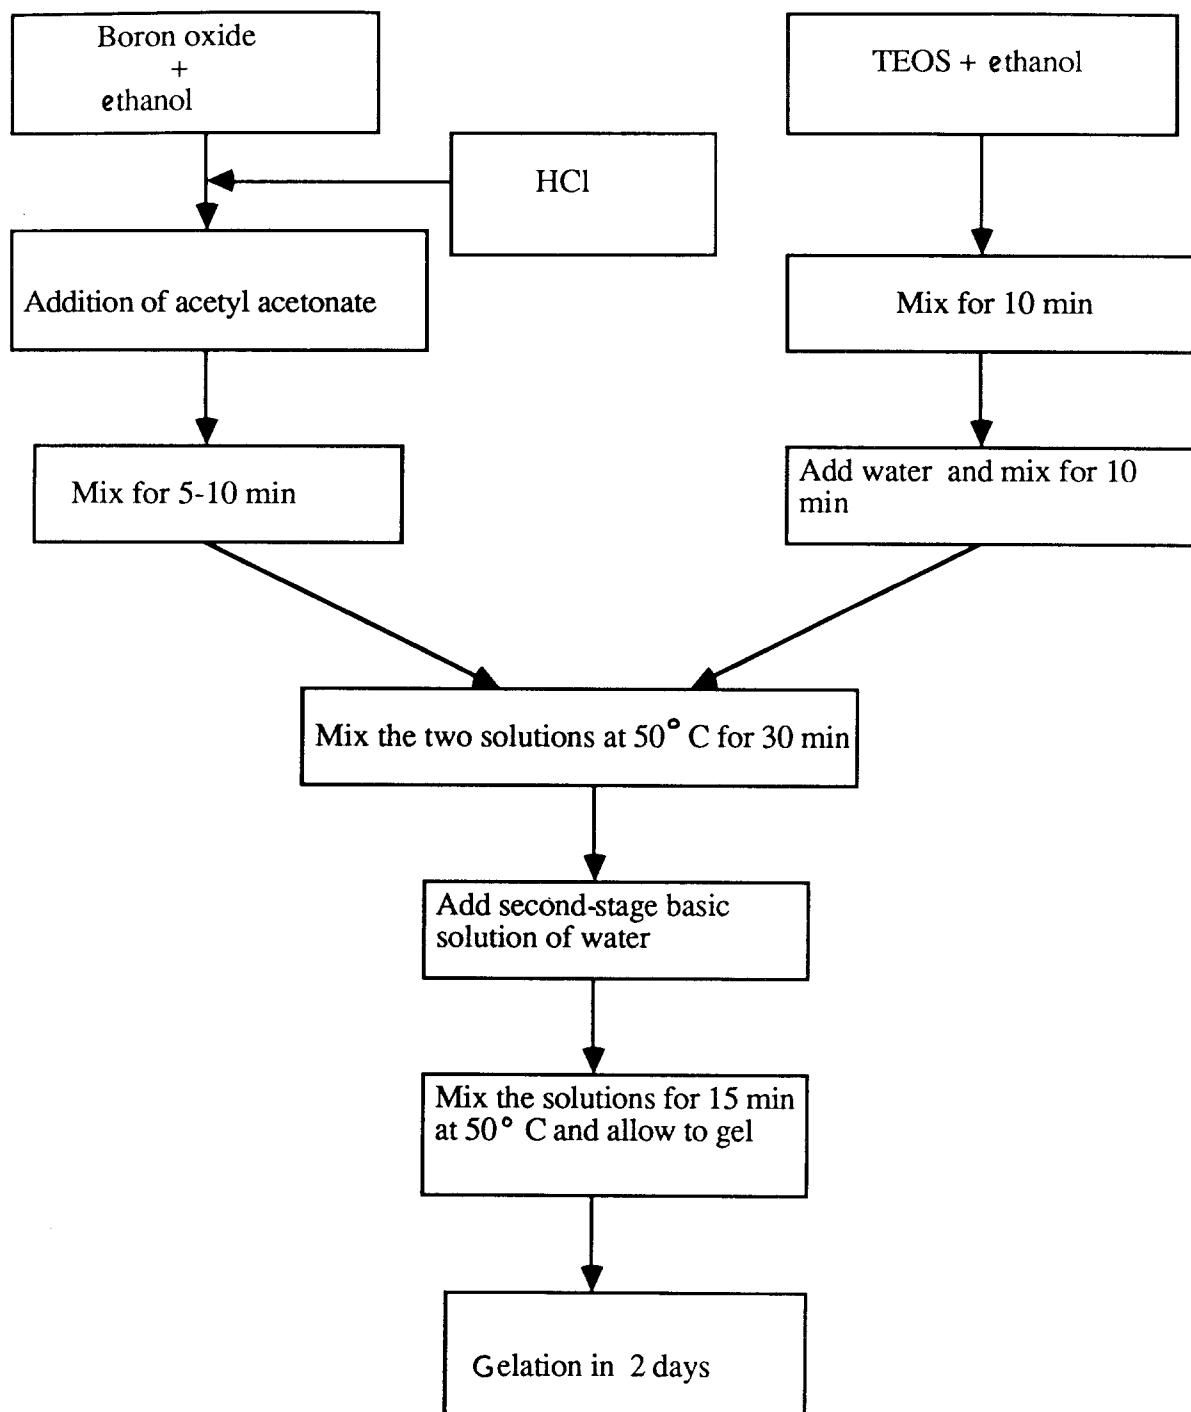 Boron oxide
+
ethanol
TEOS + ethanol
HCl
Addition of acetyl acetonate
Mix for 10 min
Mix for 5-10 min
Add water and mix for 10
min
Mix the two solutions at 50° C for 30 min
Add second-stage basic
solution of water
Mix the solutions for 15 min
at 50° C and allow to gel
Gelation in 2 days